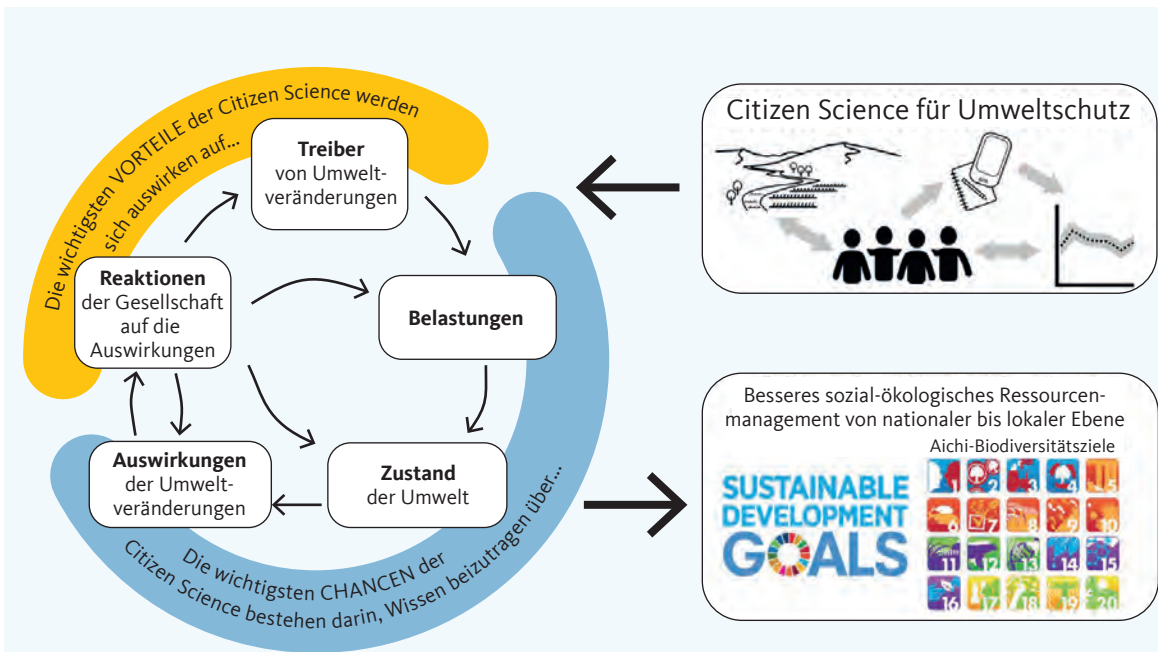 Die wichtigsten VORTEILE der Citizen Science werden
sich auswirken auf...
Treiber
von Umwelt-
veränderungen
Reaktionen
der Gesellschaft
auf die
Auswirkungen
Belastungen
Auswirkungen
der Umwelt-
veränderungen
Zustand
der Umwelt
Die wichtigsten CHANCEN der
Citizen Science bestehen darin, Wissen beizutragen über...
Citizen Science für Umweltschutz
Besseres sozial-ökologisches Ressourcen-
management von nationaler bis lokaler Ebene
Aichi-Biodiversitätsziele
SUSTAINABLE
DEVELOPMENT
GOALS
1 2 3 4 5
6 7 8 9 10
11 12 13 14 15
16 17 18 19 20